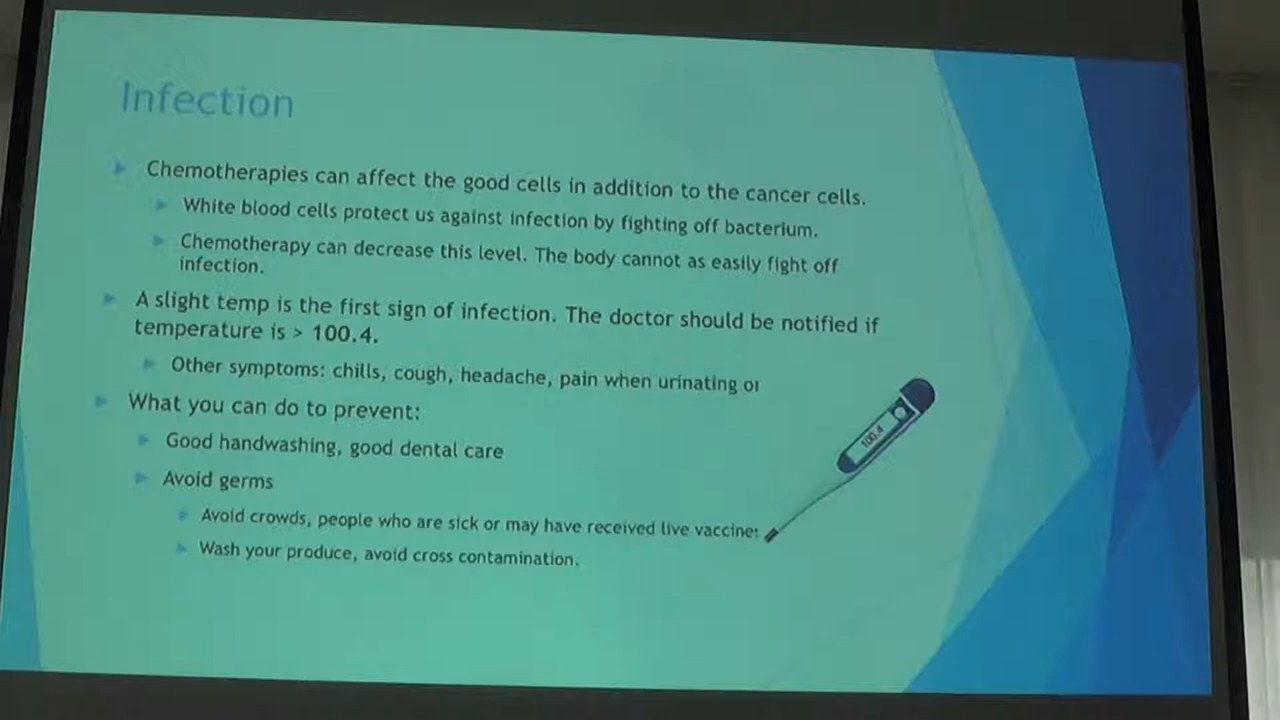 Infection
Chemotherapies can affect the good cells in addition to the cancer cells.
White blood cells protect us against infection by fighting off bacterium.
Chemotherapy can decrease this level. The body cannot as easily fight off
infection.
A slight temp is the first sign of infection. The doctor should be notified if
temperature is > 100.4.
Other symptoms: chills, cough, headache, pain when urinating or
What you can do to prevent:
Good handwashing, good dental care
100.4
Avoid germs
Avoid crowds, people who are sick or may have received live vaccine
Wash your produce, avoid cross contamination.